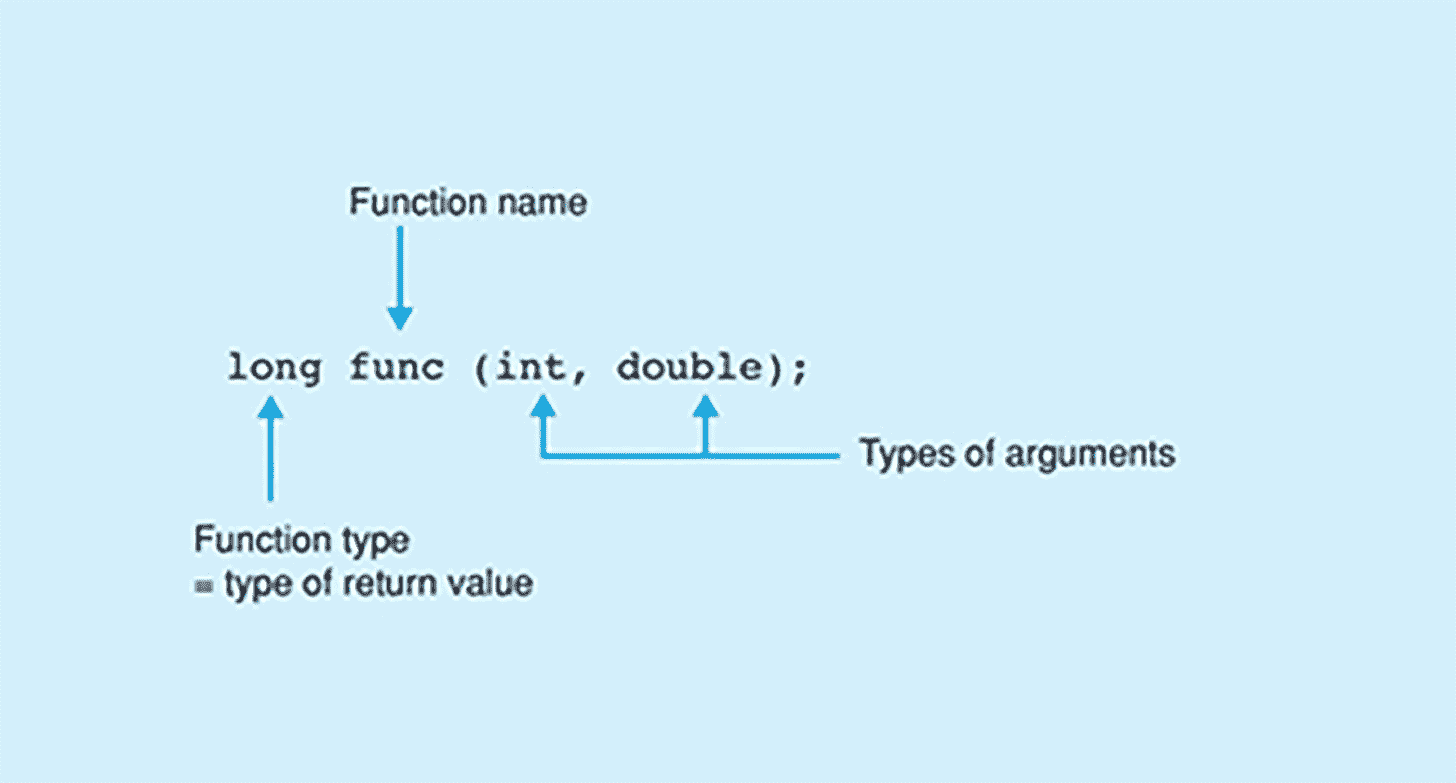 Function name
long func (int, double);
Types of arguments
Function type
= type of return value